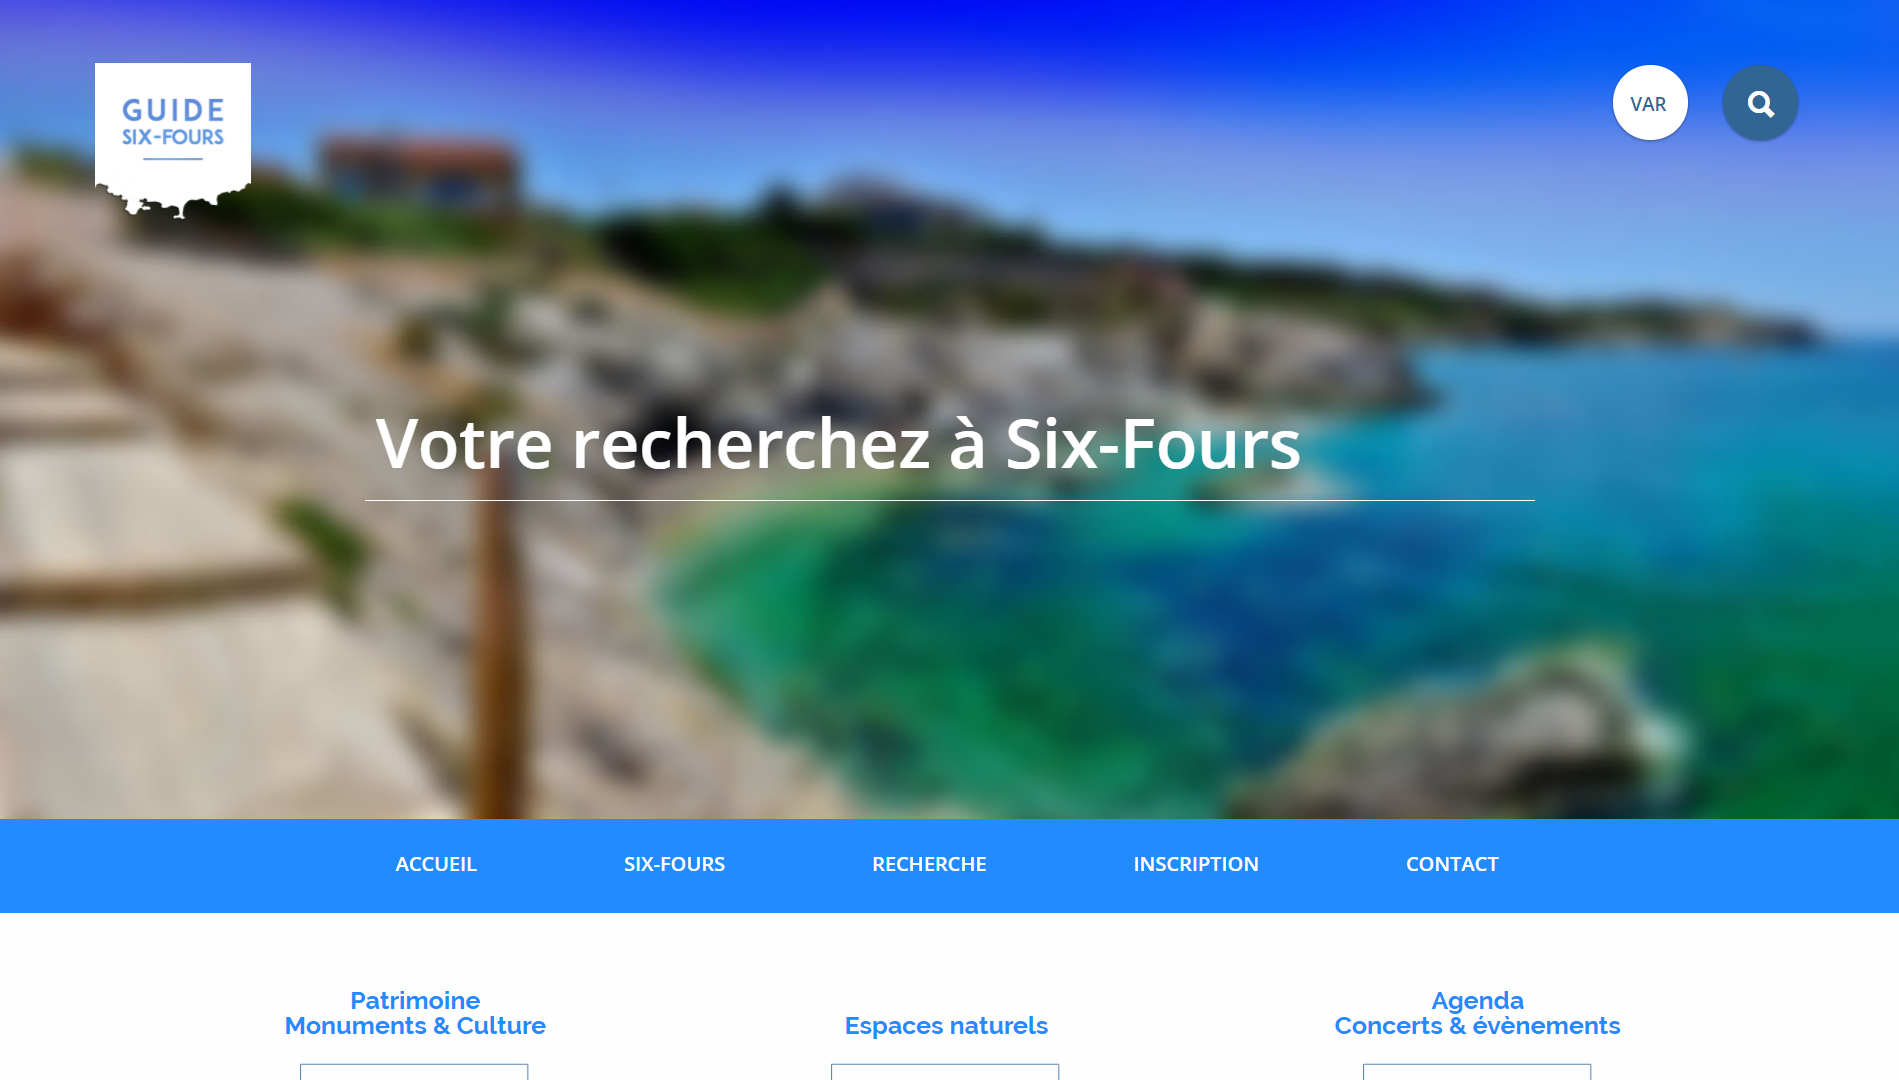 GUIDE
SIX-FOURS
VAR
Votre recherchez à Six-Fours
ACCUEIL
SIX-FOURS
RECHERCHE
INSCRIPTION
CONTACT
Patrimoine
Monuments & Culture
Espaces naturels
Agenda
Concerts & évènements